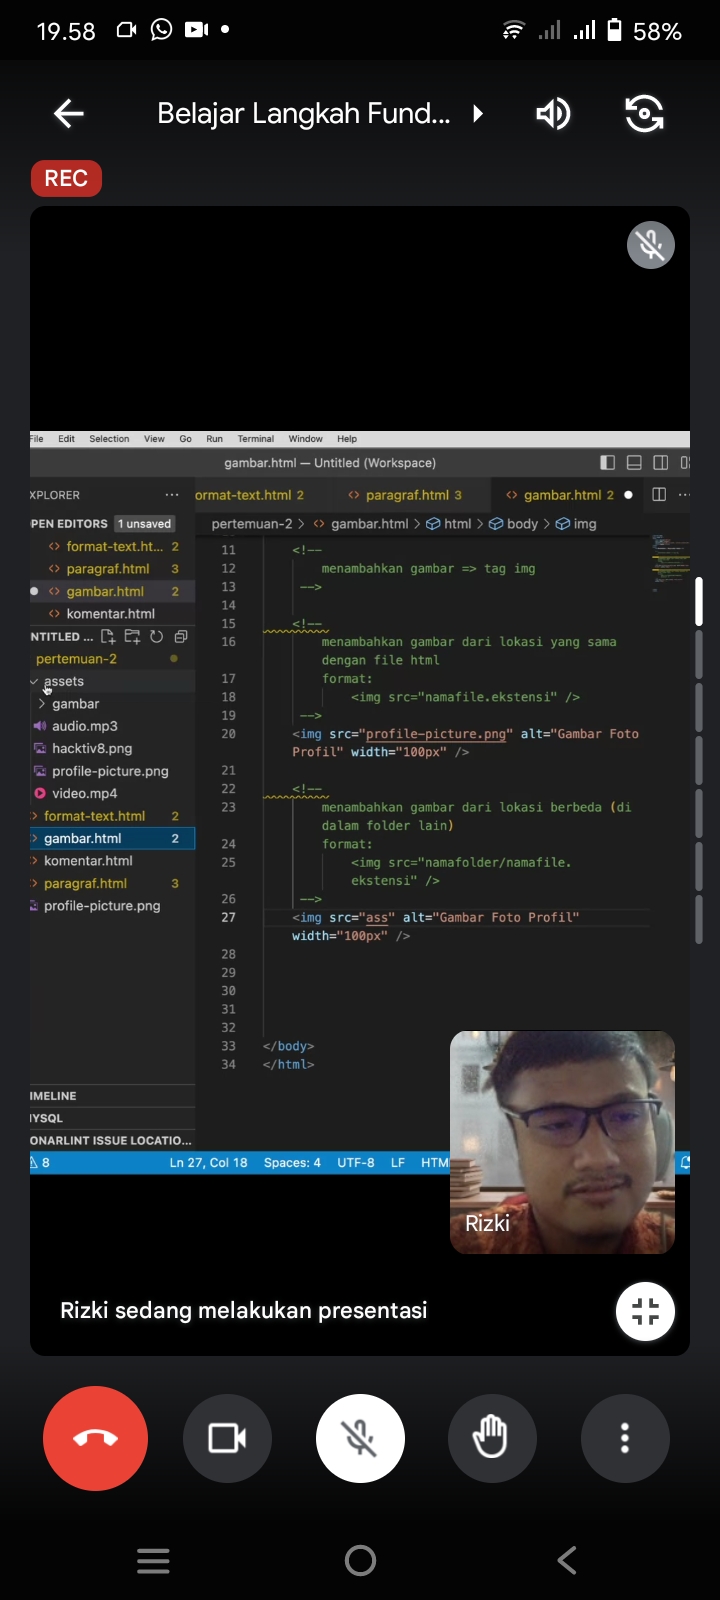 19.58
58%
Belajar Langkah Fund...
REC
File Edit Selection View Go Run Terminal Window Help
gambar.html — Untitled (Workspace)
XPLORER
ormat-text.html 2
paragraf.html 3
gambar.html 2
PEN EDITORS 1 unsaved
pertemuan-2 > gambar.html > html > body > img
format-text.ht... 2
paragraf.html 3
gambar.html 2
komentar.html
NTITLED ...
pertemuan-2
assets
gambar
audio.mp3
hacktiv8.png
profile-picture.png
video.mp4
format-text.html 2
gambar.html 2
komentar.html
paragraf.html 3
profile-picture.png
IMELINE
MYSQL
ONARLINT ISSUE LOCATIO...
11 <!--
12 menambahkan gambar => tag img
13 -->
14
15 <!--
16 menambahkan gambar dari lokasi yang sama
dengan file html
17 format:
18 <img src="namafile.ekstensi" />
19 -->
20 <img src="profile-picture.png" alt="Gambar Foto
Profil" width="100px" />
21
22 <!--
23 menambahkan gambar dari lokasi berbeda (di
dalam folder lain)
24 format:
25 <img src="namafolder/namafile.
ekstensi" />
26 -->
27 <img src="ass" alt="Gambar Foto Profil"
width="100px" />
28
29
30
31
32
33 </body>
34 </html>
8 Ln 27, Col 18 Spaces: 4 UTF-8 LF HTM
Rizki
Rizki sedang melakukan presentasi